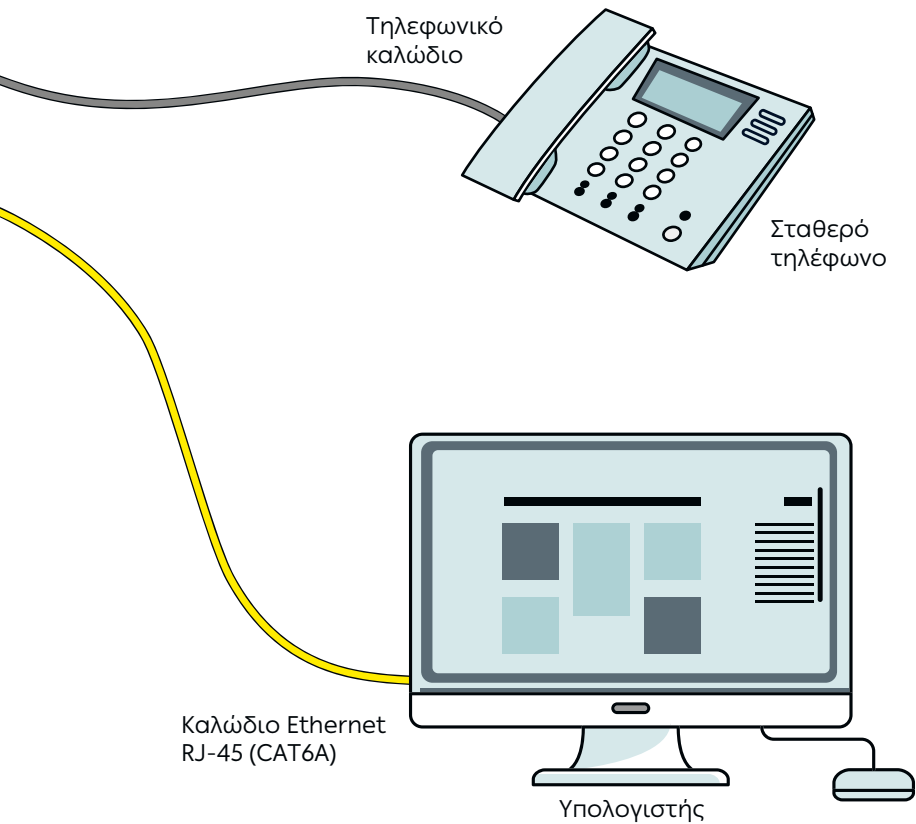 Τηλεφωνικό
καλώδιο
Σταθερό
τηλέφωνο
Καλώδιο Ethernet
RJ-45 (CAT6A)
Υπολογιστής